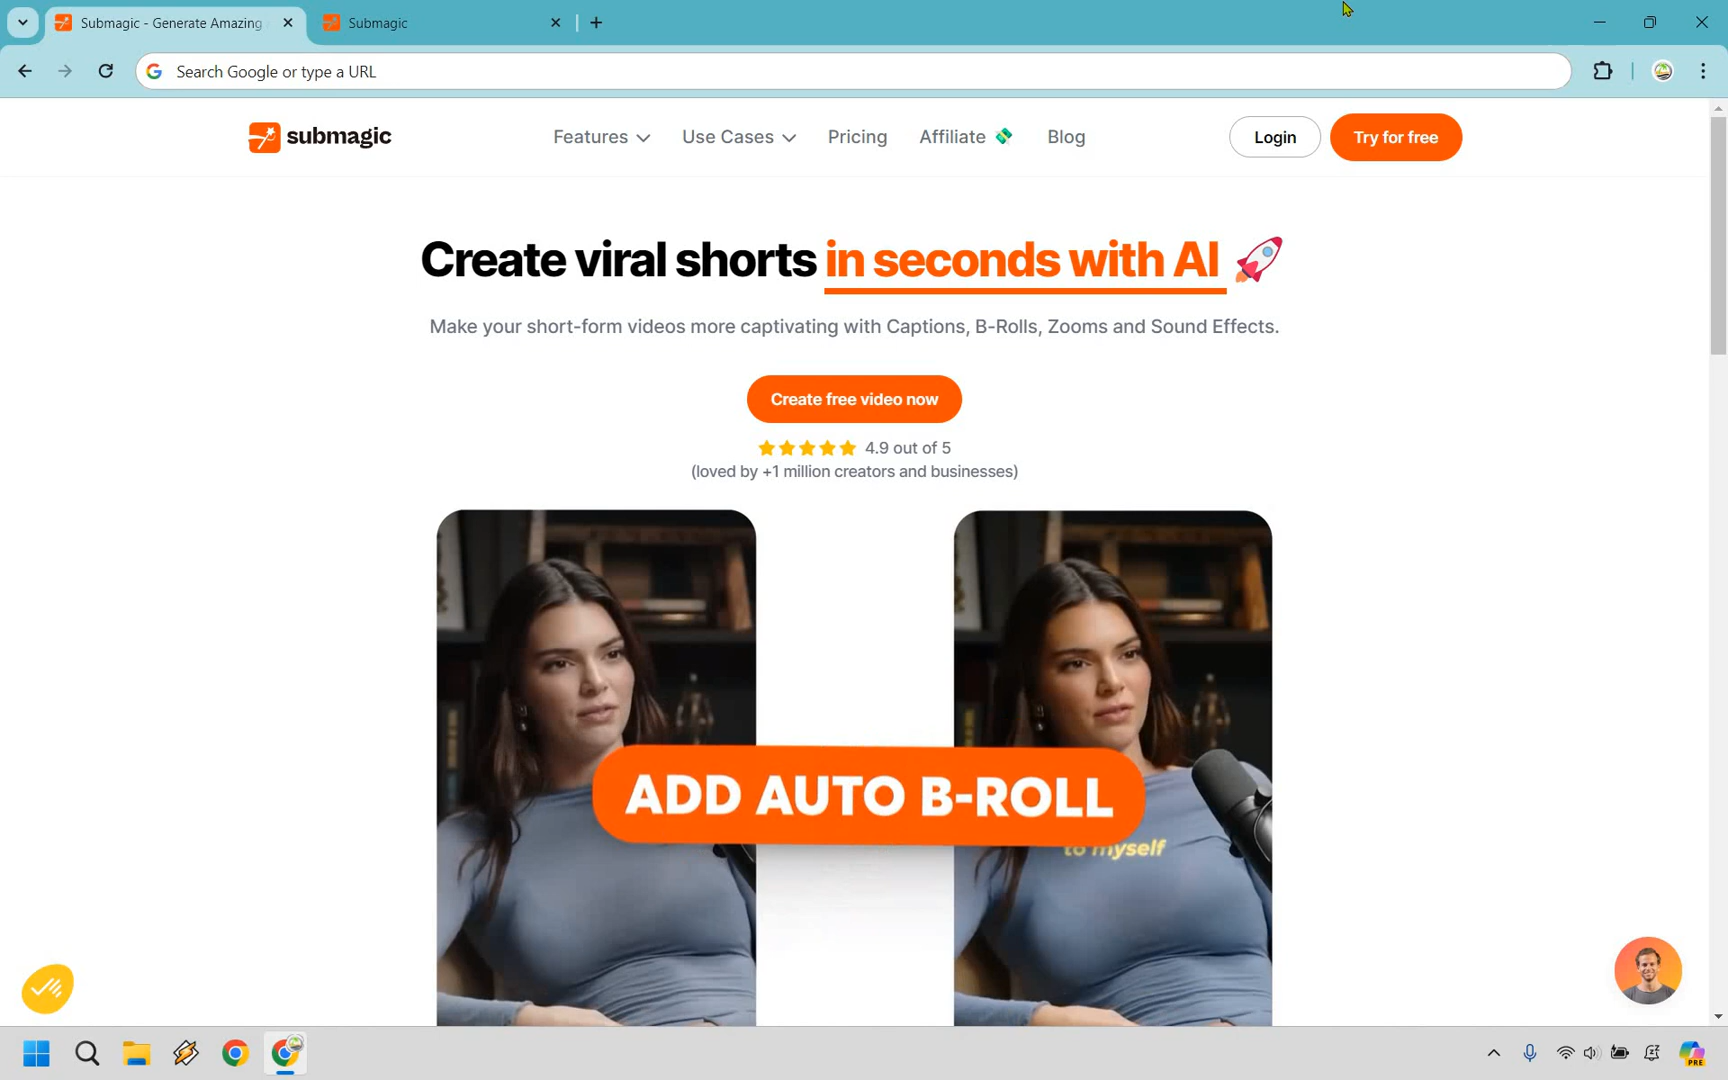 Submagic - Generate Amazing
Submagic
Search Google or type a URL
submagic
Features
Use Cases
Pricing
Affiliate
Blog
Login
Try for free
Create viral shorts in seconds with AI
Make your short-form videos more captivating with Captions, B-Rolls, Zooms and Sound Effects.
Create free video now
4.9 out of 5
(loved by +1 million creators and businesses)
ADD AUTO B-ROLL
to myself
PRE